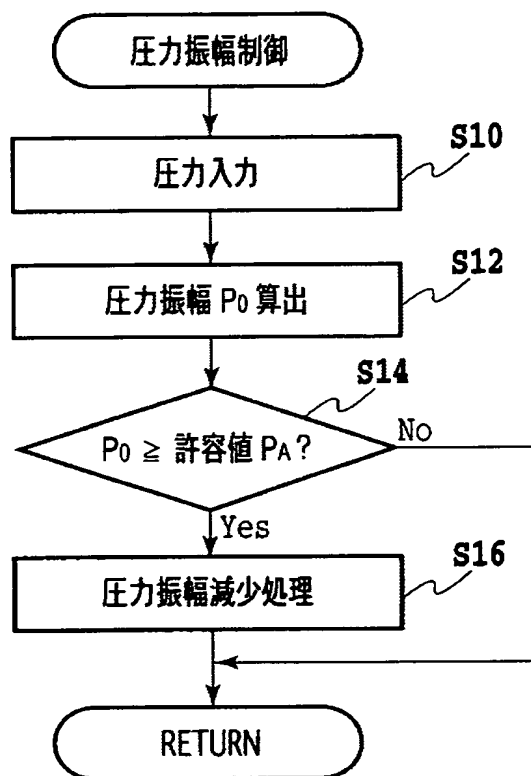 圧力振幅制御
S10
圧力入力
S12
圧力振幅 P0 算出
S14
P0 ≧ 許容値 PA ?
No
Yes
S16
圧力振幅減少処理
RETURN